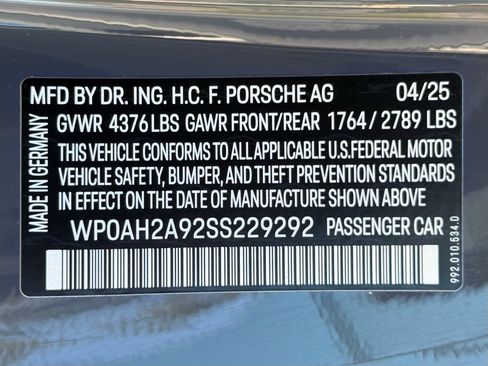 MFD BY DR. ING. H.C. F. PORSCHE AG 04/25
GVWR 4376 LBS GAWR FRONT/REAR 1764 / 2789 LBS
THIS VEHICLE CONFORMS TO ALL APPLICABLE U.S.FEDERAL MOTOR
VEHICLE SAFETY, BUMPER, AND THEFT PREVENTION STANDARDS
IN EFFECT ON THE DATE OF MANUFACTURE SHOWN ABOVE
WP0AH2A92SS229292 PASSENGER CAR
MADE IN GERMANY
992.010.534.0